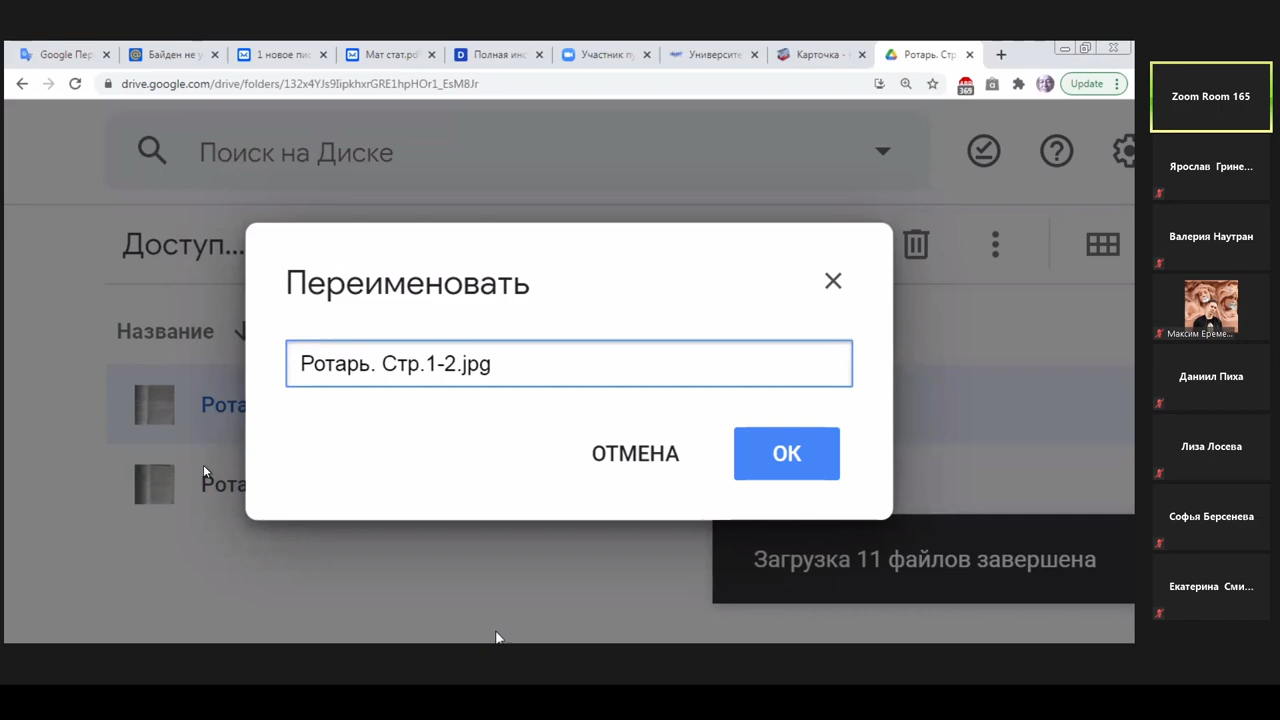 Google Пер
Байден не у
1 новое пис
Мат стат.pd
Полная инс
Участник пу
Университе
Карточка -
Ротарь. Стр
drive.google.com/drive/folders/132x4YJs9IipkhxrGRE1hpHOr1_EsM8Jr
Update
Поиск на Диске
Доступ...
Название
Рота
Рота
Переименовать
Ротарь. Стр.1-2.jpg
ОТМЕНА
ОК
Загрузка 11 файлов завершена
Zoom Room 165
Ярослав Грине...
Валерия Наутран
Максим Ереме...
Даниил Пиха
Лиза Лосева
Софья Берсенева
Екатерина Сми...